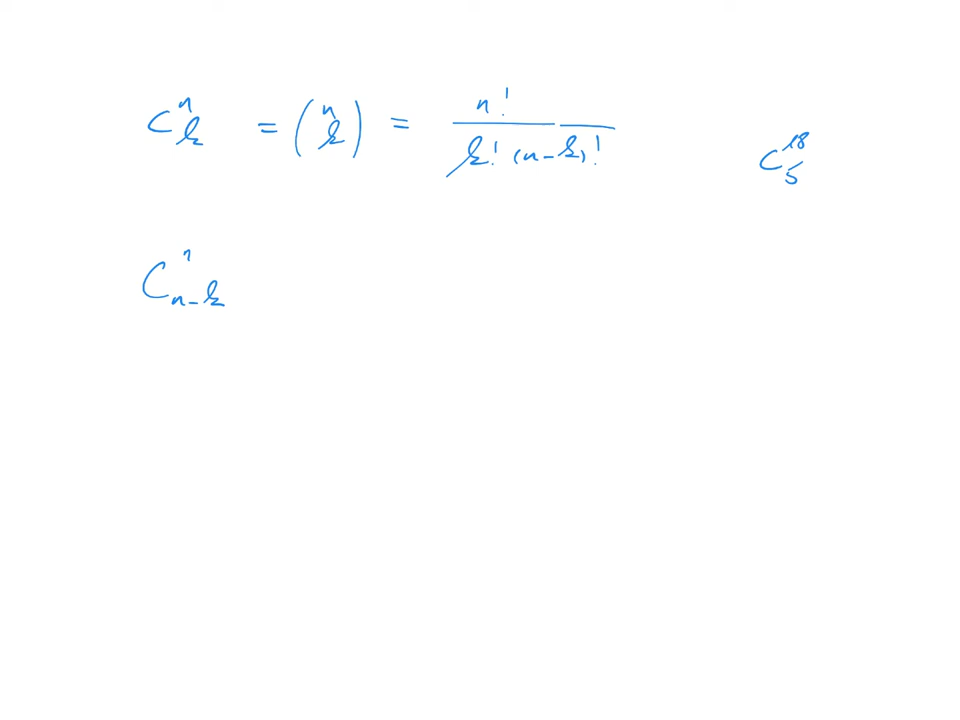 C^n_k = (n k) = n! / k! (n-k)!
C^18_5
C^n_{n-k}